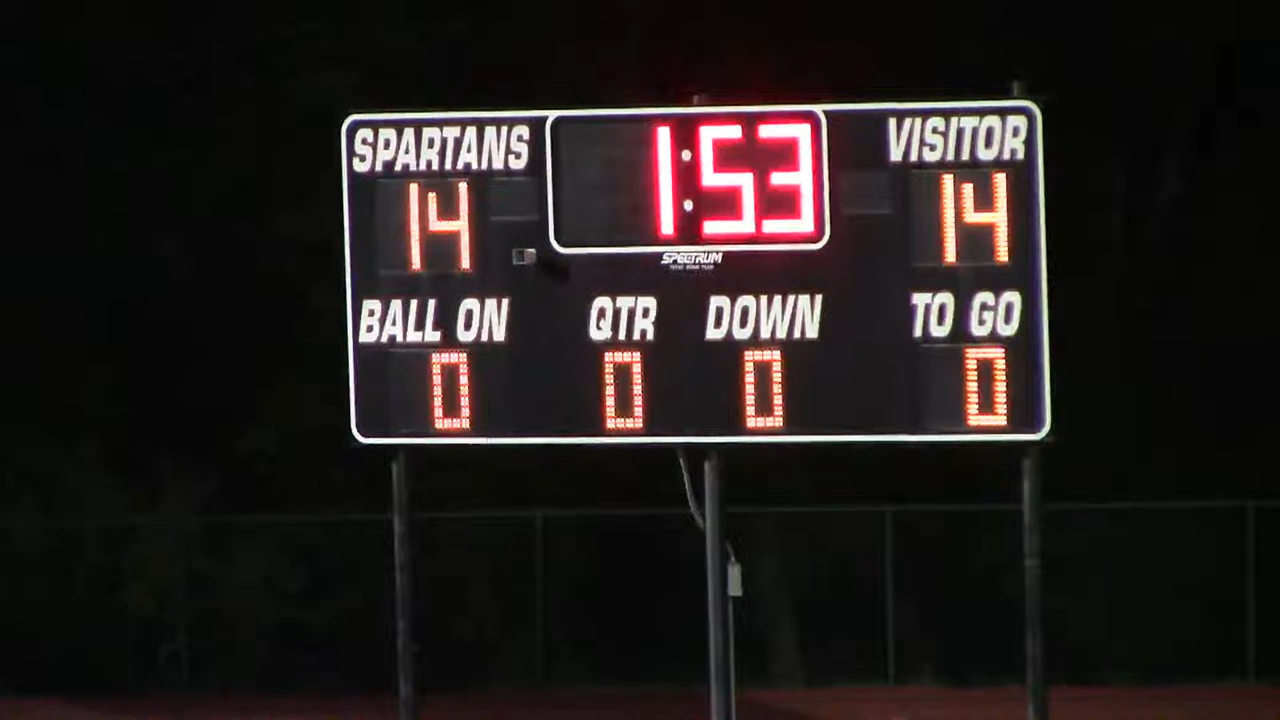 SPARTANS 1:53 VISITOR
14 14
SPECTRUM
BALL ON QTR DOWN TO GO
0 0 0 0